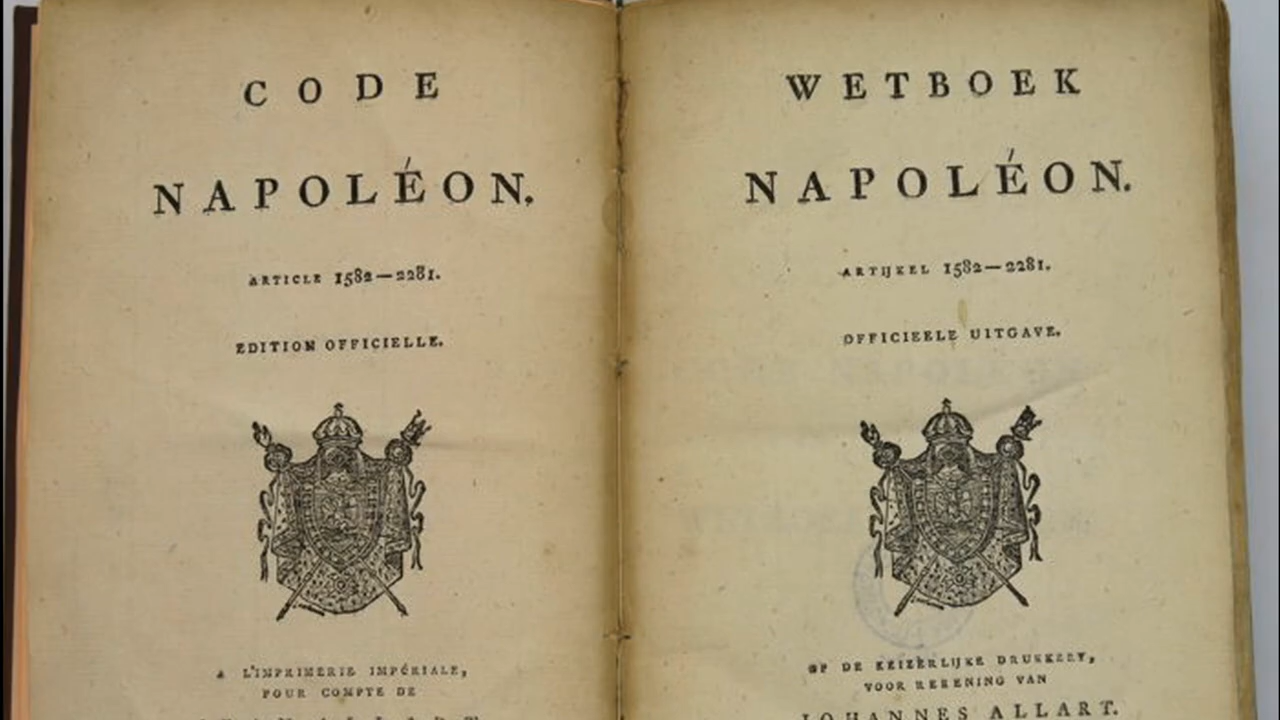 CODE
NAPOLÉON,
ARTICLE 1582—2281.
EDITION OFFICIELLE.
A L'IMPRIMERIE IMPÉRIALE,
POUR COMPTE DE
WETBOEK
NAPOLÉON.
ARTIJKEL 1582—2281.
OFFICIEELE UITGAVE.
OP DE KEIZERLIJKE DRUKKERY,
VOOR REKENING VAN
JOHANNES ALLART.